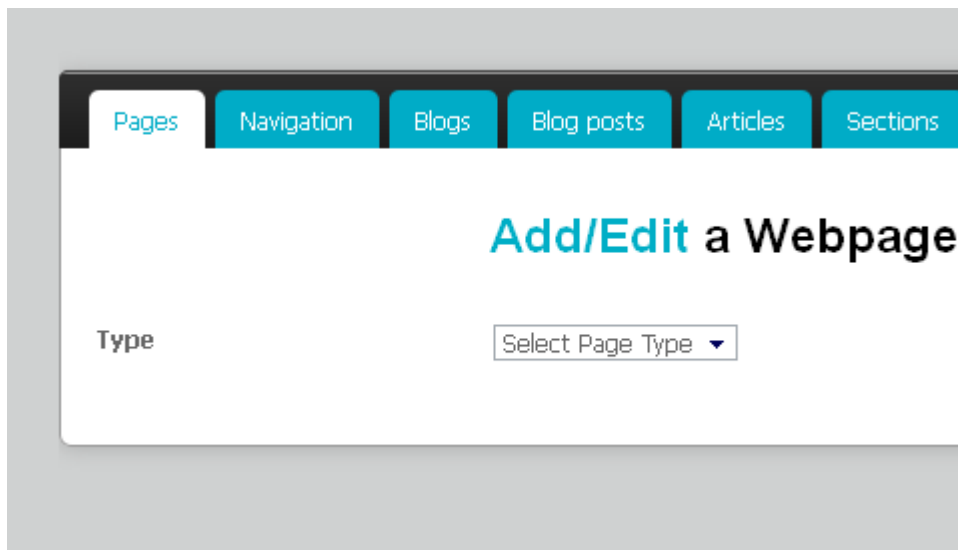 Pages Navigation Blogs Blog posts Articles Sections
Add/Edit a Webpage
Type Select Page Type